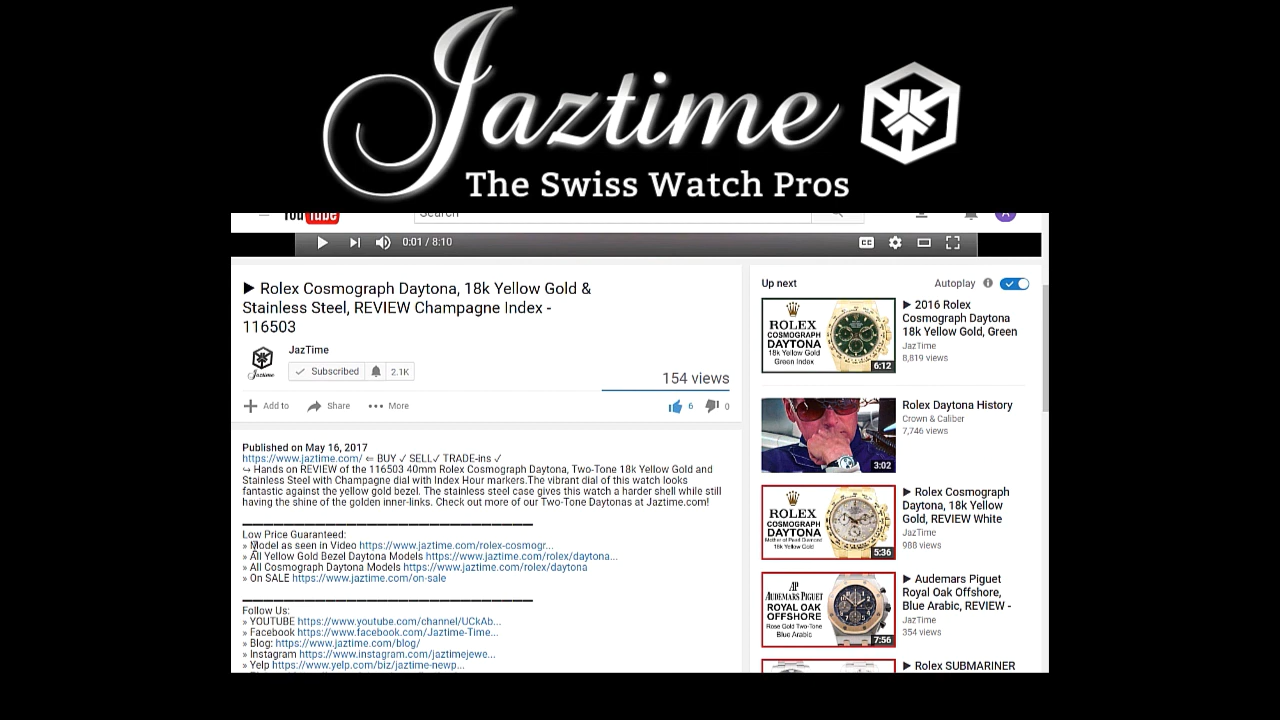 Jaztime
The Swiss Watch Pros
YouTube
Search
0:01 / 8:10
CC
▶ Rolex Cosmograph Daytona, 18k Yellow Gold &
Stainless Steel, REVIEW Champagne Index -
116503
JazTime
Jaztime
✓ Subscribed 2.1K
154 views
Add to Share More
6 0
Published on May 16, 2017
https://www.jaztime.com/ ⇐ BUY ✓ SELL✓ TRADE-ins ✓
↪ Hands on REVIEW of the 116503 40mm Rolex Cosmograph Daytona, Two-Tone 18k Yellow Gold and
Stainless Steel with Champagne dial with Index Hour markers.The vibrant dial of this watch looks
fantastic against the yellow gold bezel. The stainless steel case gives this watch a harder shell while still
having the shine of the golden inner-links. Check out more of our Two-Tone Daytonas at Jaztime.com!
Low Price Guaranteed:
» Model as seen in Video https://www.jaztime.com/rolex-cosmogr...
» All Yellow Gold Bezel Daytona Models https://www.jaztime.com/rolex/daytona...
» All Cosmograph Daytona Models https://www.jaztime.com/rolex/daytona
» On SALE https://www.jaztime.com/on-sale
Follow Us:
» YOUTUBE https://www.youtube.com/channel/UCkAb...
» Facebook https://www.facebook.com/Jaztime-Time...
» Blog: https://www.jaztime.com/blog/
» Instagram https://www.instagram.com/jaztimejewe...
» Yelp https://www.yelp.com/biz/jaztime-newp...
Up next
Autoplay
ROLEX
COSMOGRAPH
DAYTONA
18k Yellow Gold
Green Index
6:12
▶ 2016 Rolex
Cosmograph Daytona
18k Yellow Gold, Green
JazTime
8,819 views
3:02
Rolex Daytona History
Crown & Caliber
7,746 views
ROLEX
COSMOGRAPH
DAYTONA
Mother of Pearl Diamond
18k Yellow Gold
5:36
▶ Rolex Cosmograph
Daytona, 18k Yellow
Gold, REVIEW White
JazTime
988 views
AP
AUDEMARS PIGUET
ROYAL OAK
OFFSHORE
Rose Gold Two-Tone
Blue Arabic
7:56
▶ Audemars Piguet
Royal Oak Offshore,
Blue Arabic, REVIEW -
JazTime
354 views
▶ Rolex SUBMARINER